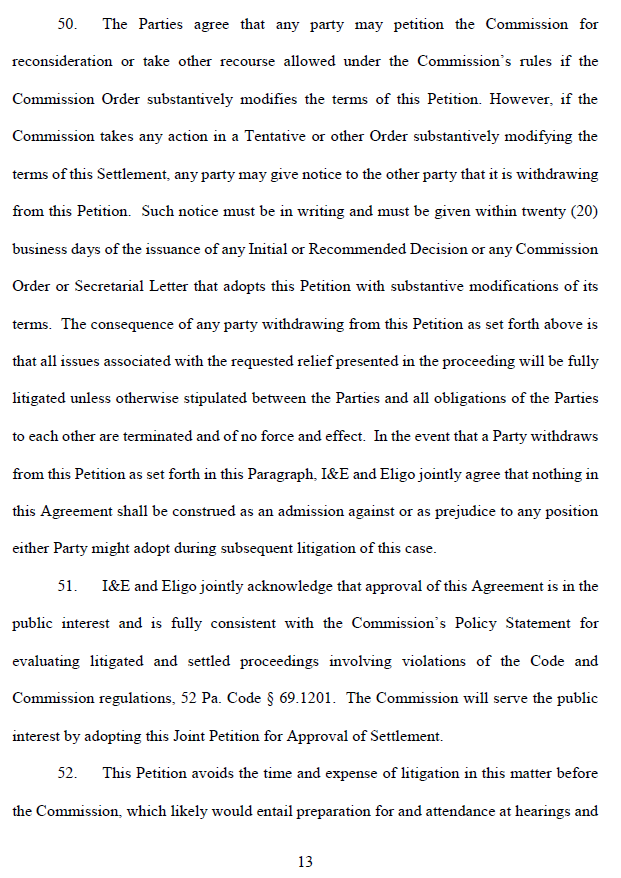 50. The Parties agree that any party may petition the Commission for
reconsideration or take other recourse allowed under the Commission's rules if the
Commission Order substantively modifies the terms of this Petition. However, if the
Commission takes any action in a Tentative or other Order substantively modifying the
terms of this Settlement, any party may give notice to the other party that it is withdrawing
from this Petition. Such notice must be in writing and must be given within twenty (20)
business days of the issuance of any Initial or Recommended Decision or any Commission
Order or Secretarial Letter that adopts this Petition with substantive modifications of its
terms. The consequence of any party withdrawing from this Petition as set forth above is
that all issues associated with the requested relief presented in the proceeding will be fully
litigated unless otherwise stipulated between the Parties and all obligations of the Parties
to each other are terminated and of no force and effect. In the event that a Party withdraws
from this Petition as set forth in this Paragraph, I&E and Eligo jointly agree that nothing in
this Agreement shall be construed as an admission against or as prejudice to any position
either Party might adopt during subsequent litigation of this case.
51. I&E and Eligo jointly acknowledge that approval of this Agreement is in the
public interest and is fully consistent with the Commission's Policy Statement for
evaluating litigated and settled proceedings involving violations of the Code and
Commission regulations, 52 Pa. Code § 69.1201. The Commission will serve the public
interest by adopting this Joint Petition for Approval of Settlement.
52. This Petition avoids the time and expense of litigation in this matter before
the Commission, which likely would entail preparation for and attendance at hearings and
13